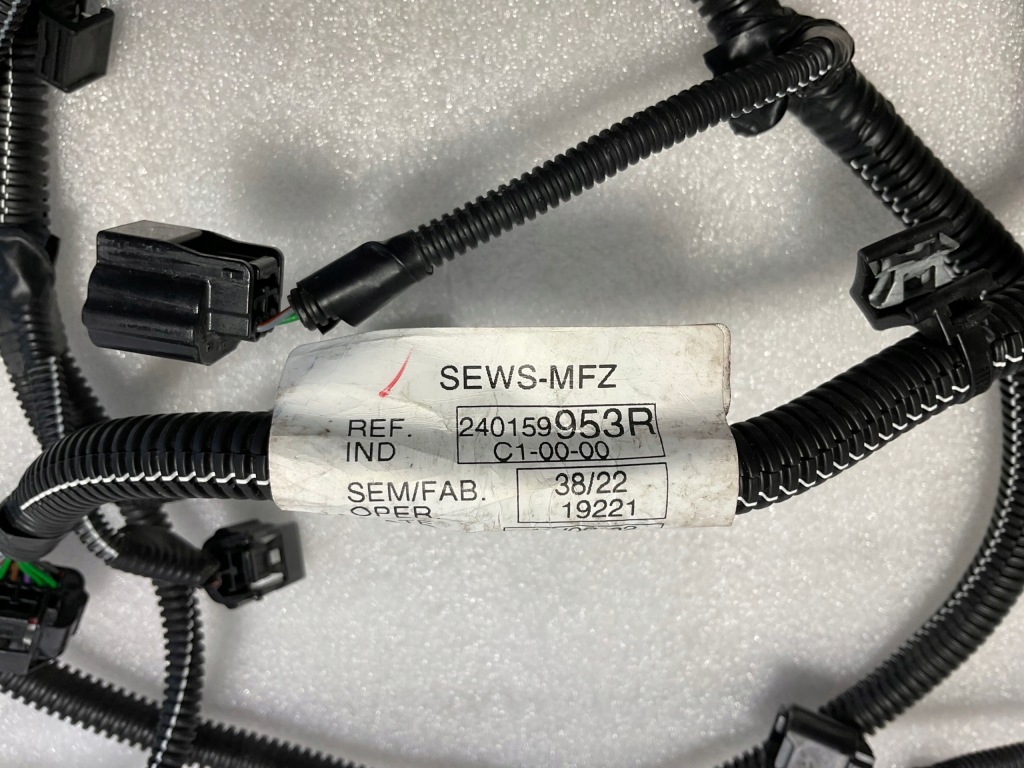 SEWS-MFZ
REF. 240159953R
IND C1-00-00
SEM/FAB. 38/22
OPER 19221